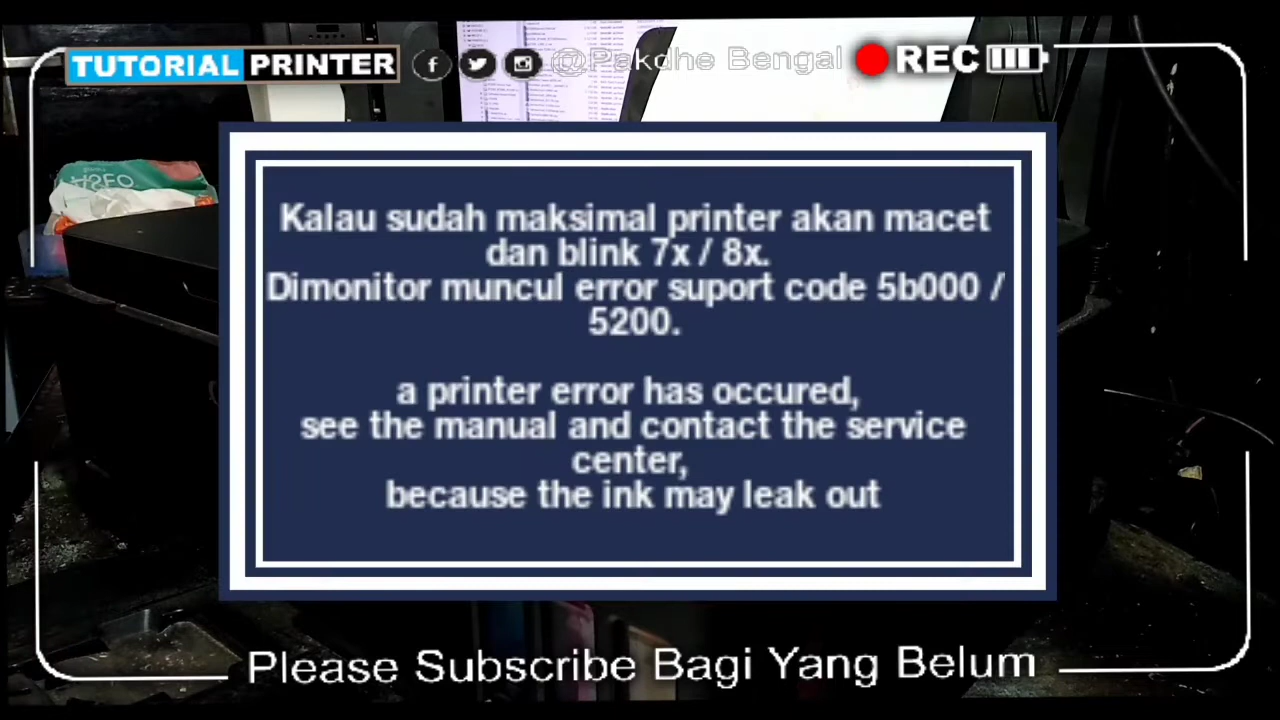 TUTORIAL PRINTER
@Pakdhe Bengal
REC
Kalau sudah maksimal printer akan macet
dan blink 7x / 8x.
Dimonitor muncul error suport code 5b000 /
5200.
a printer error has occured,
see the manual and contact the service
center,
because the ink may leak out
Please Subscribe Bagi Yang Belum